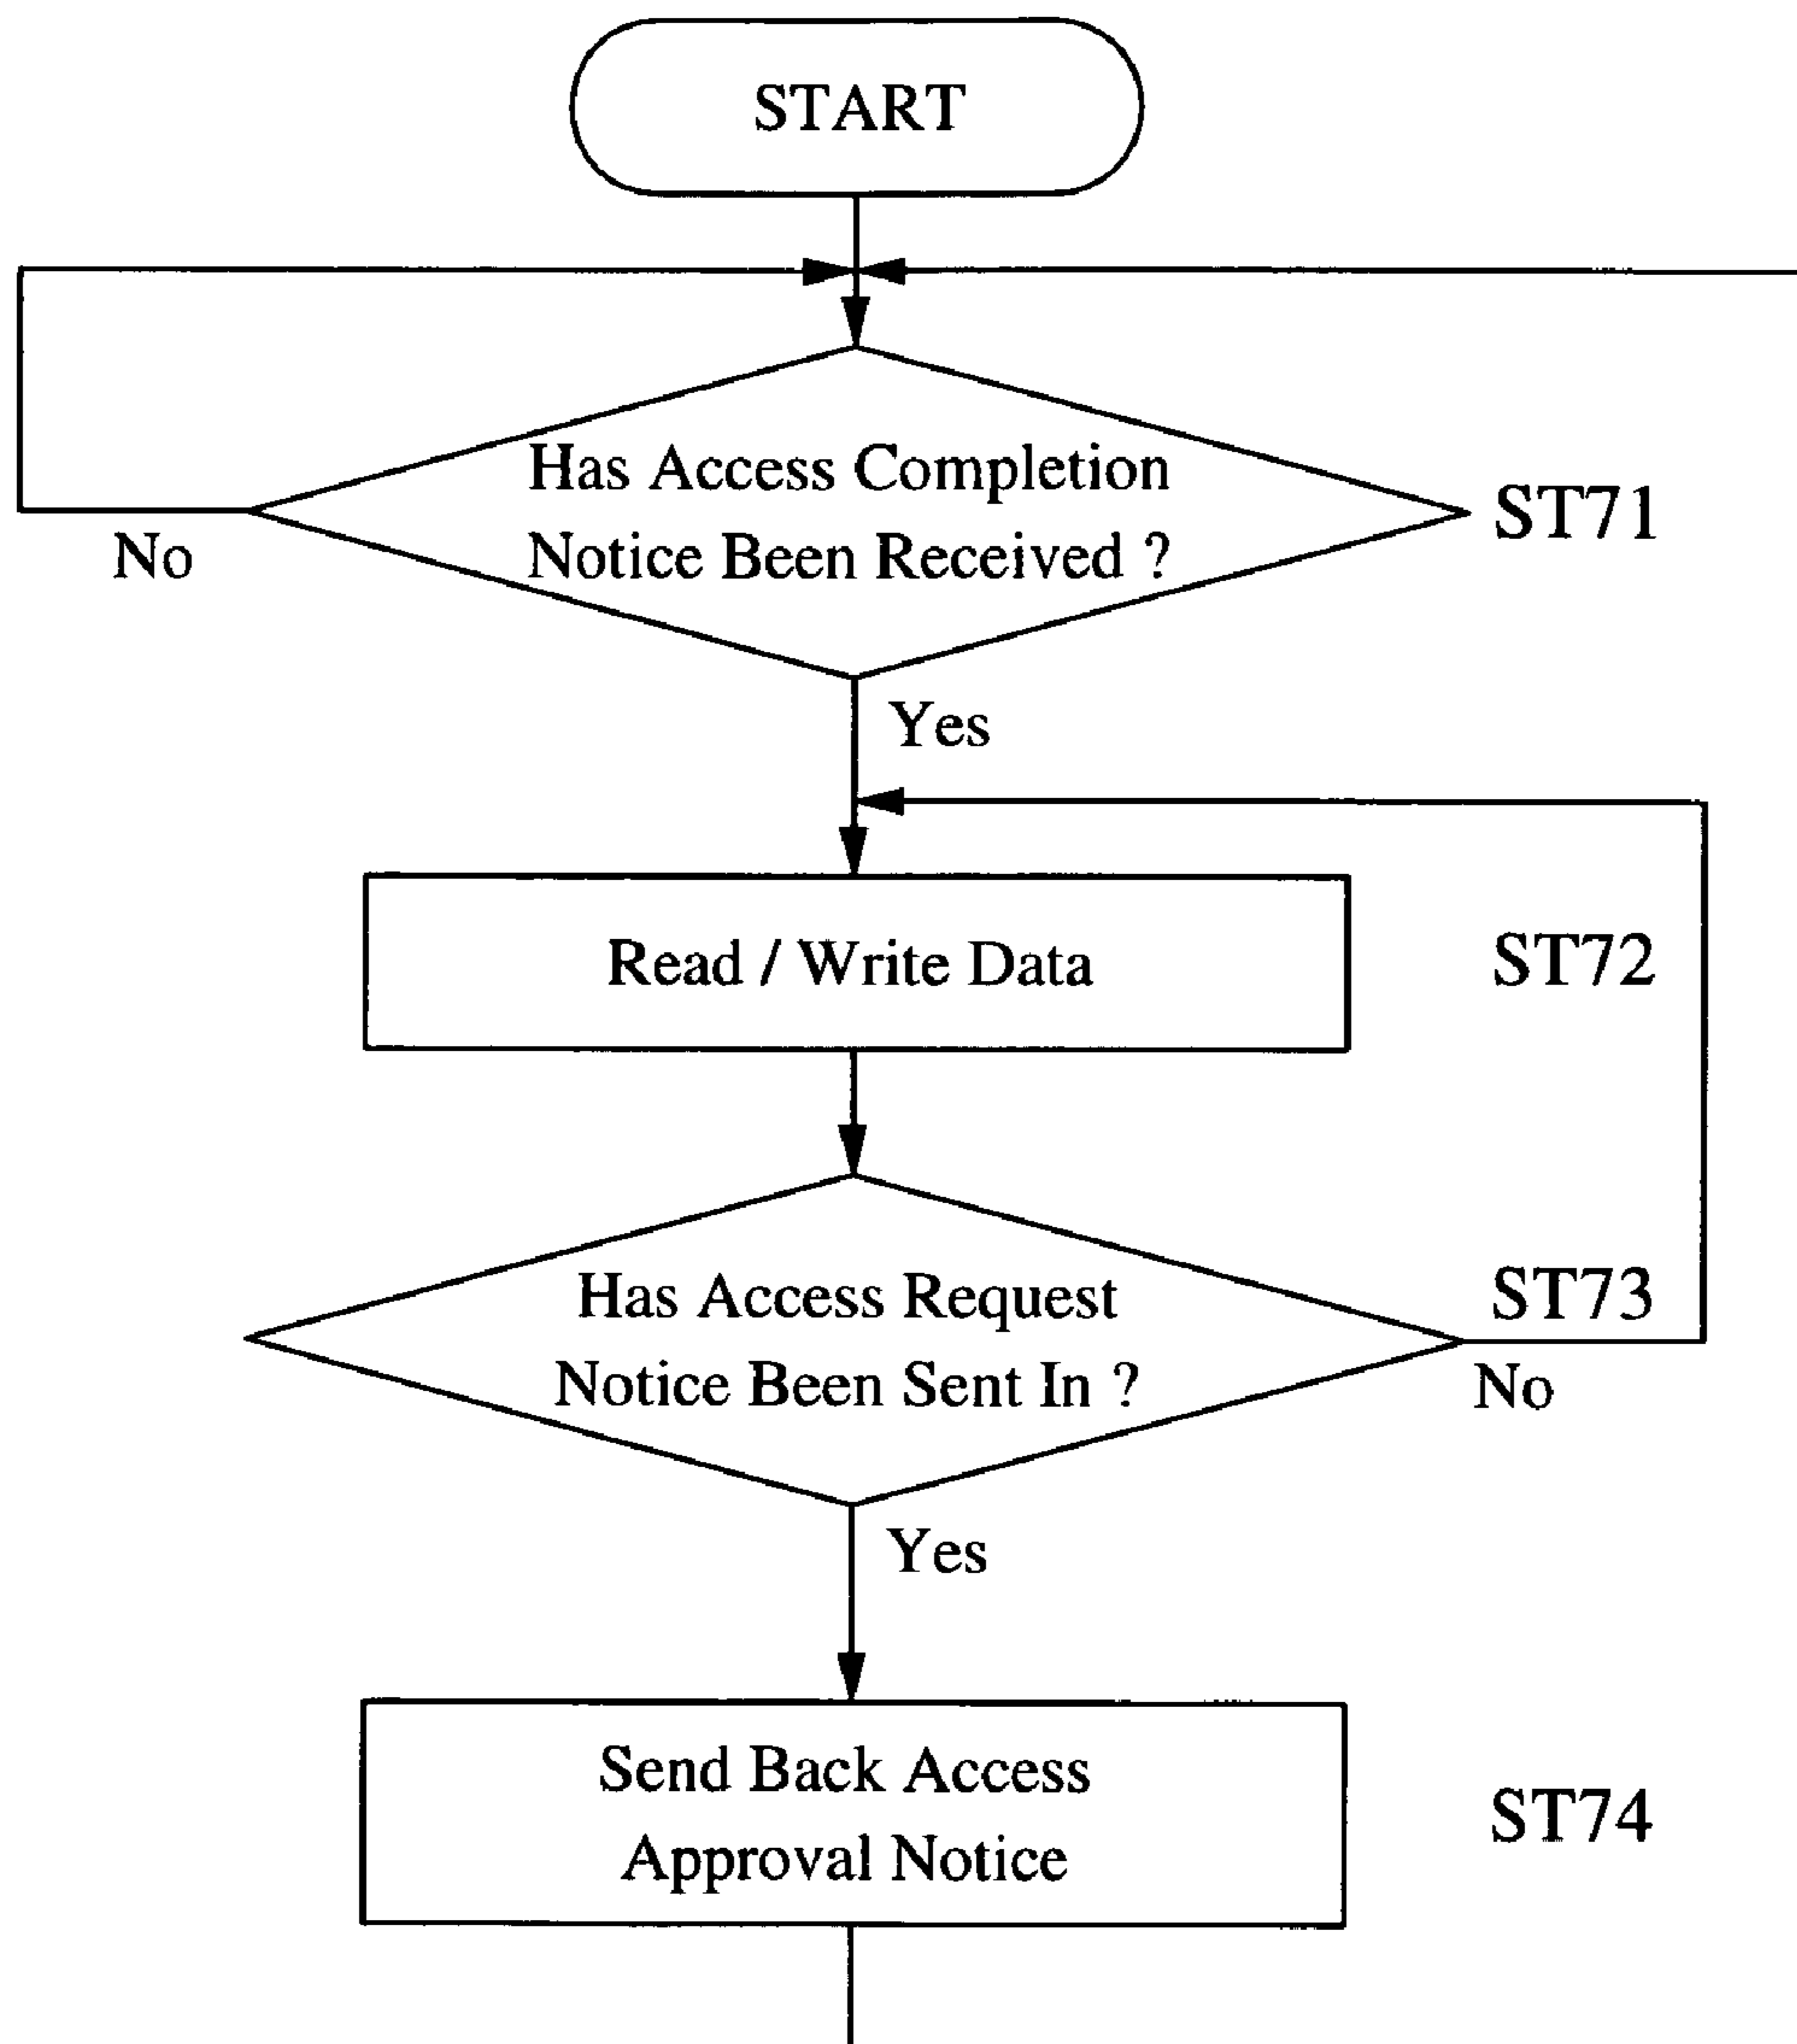 START
Has Access Completion
Notice Been Received ?
ST71
No
Yes
Read / Write Data
ST72
Has Access Request
Notice Been Sent In ?
ST73
No
Yes
Send Back Access
Approval Notice
ST74